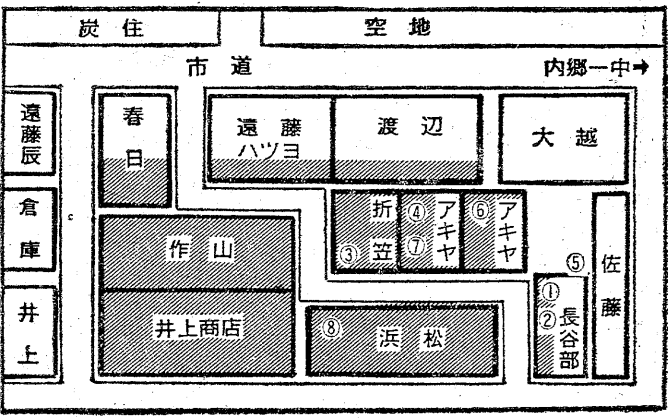 炭住
空地
市道
内郷一中→
遠藤辰
春日
遠藤
ハツヨ
渡辺
大越
倉庫
作山
折笠
③
アキヤ
④
⑦
アキヤ
⑥
佐藤
⑤
井上
井上商店
⑧
浜松
①
②
長谷部